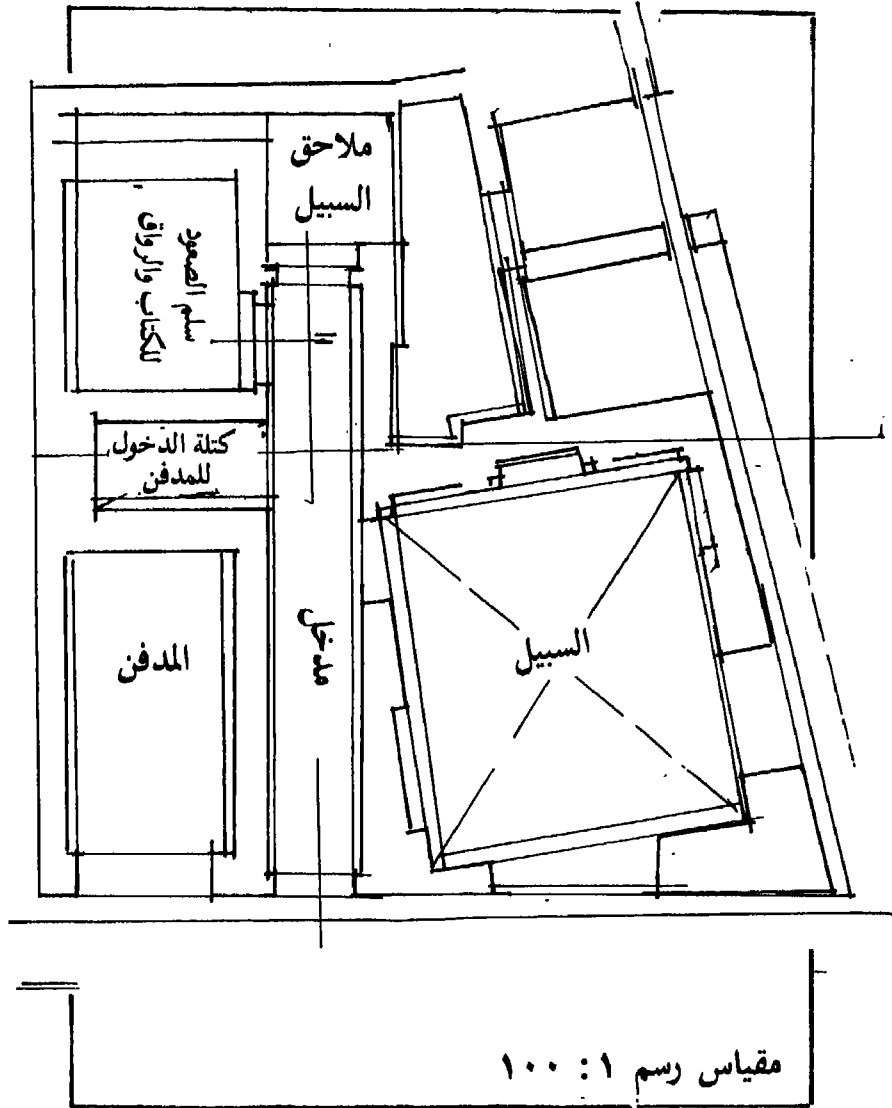 ملاحق
السبيل
سلم الصعود
للكتاب والرواق
كتلة الدخول
للمدفن
مدخل
السبيل
المدفن
مقياس رسم ١ : ١٠٠